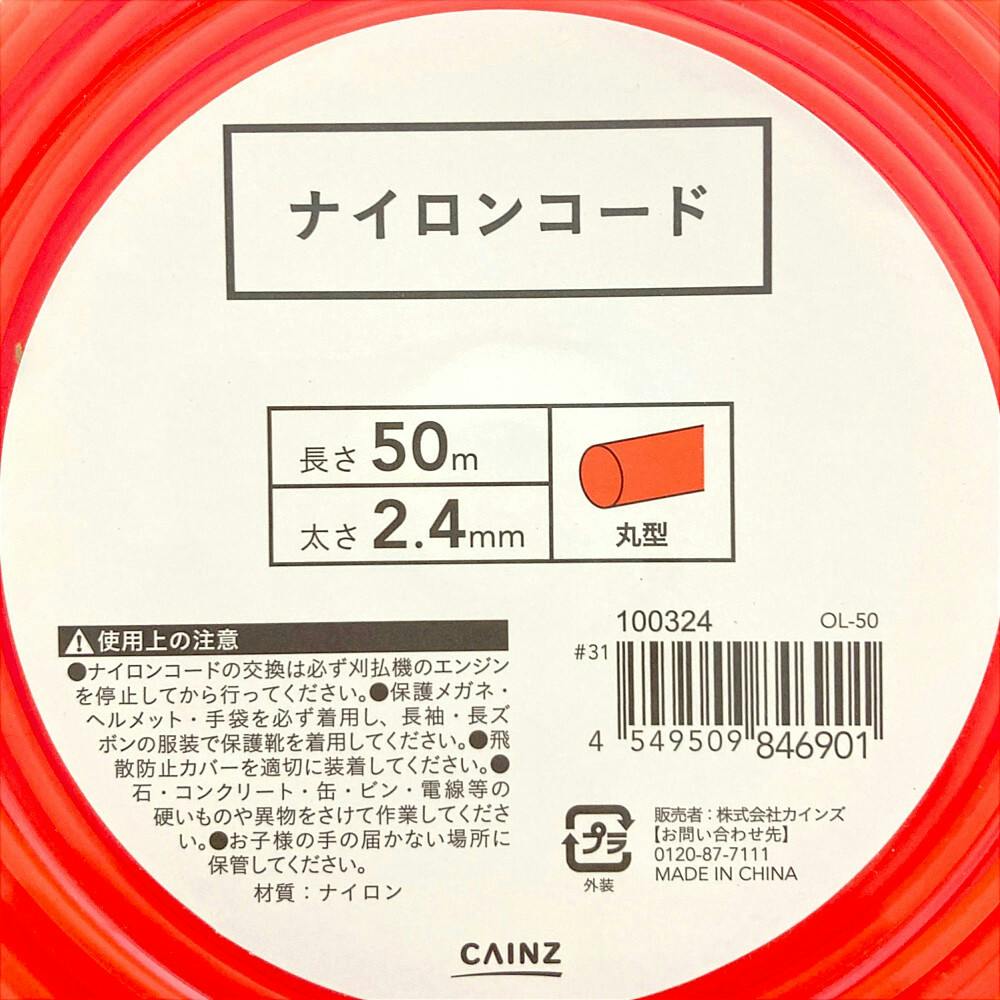 ナイロンコード
長さ 50m
太さ 2.4mm
丸型
使用上の注意
●ナイロンコードの交換は必ず刈払機のエンジン
を停止してから行ってください。●保護メガネ・
ヘルメット・手袋を必ず着用し、長袖・長ズ
ボンの服装で保護靴を着用してください。●飛
散防止カバーを適切に装着してください。●
石・コンクリート・缶・ビン・電線等の
硬いものや異物をさけて作業してくださ
い。●お子様の手の届かない場所に
保管してください。
材質：ナイロン
100324 OL-50
#31
4 549509 846901
プラ
外装
販売者：株式会社カインズ
【お問い合わせ先】
0120-87-7111
MADE IN CHINA
CAINZ